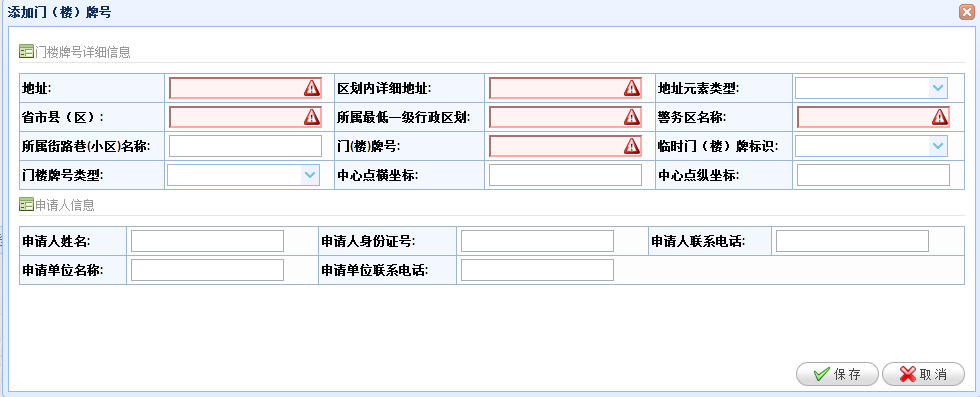 添加门（楼）牌号
门楼牌号详细信息
地址: 区划内详细地址: 地址元素类型:
省市县（区）: 所属最低一级行政区划: 警务区名称:
所属街路巷(小区)名称: 门(楼)牌号: 临时门（楼）牌标识:
门楼牌号类型: 中心点横坐标: 中心点纵坐标:
申请人信息
申请人姓名: 申请人身份证号: 申请人联系电话:
申请单位名称: 申请单位联系电话:
保存 取消